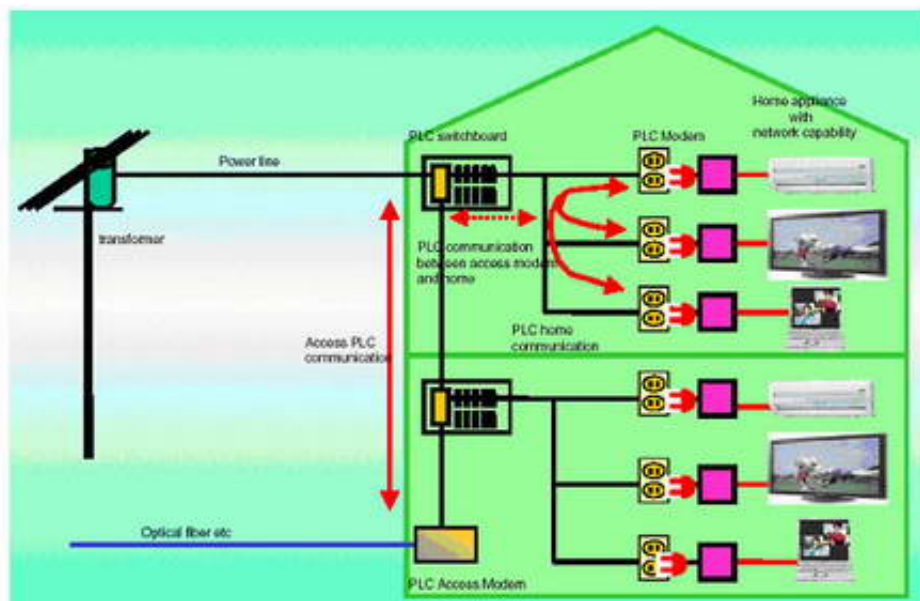 Home appliance
with
network capability
PLC switchboard
PLC Modem
Power line
transformer
PLC communication
between access modem
and home
Access PLC
communication
PLC home
communication
Optical fiber etc
PLC Access Modem